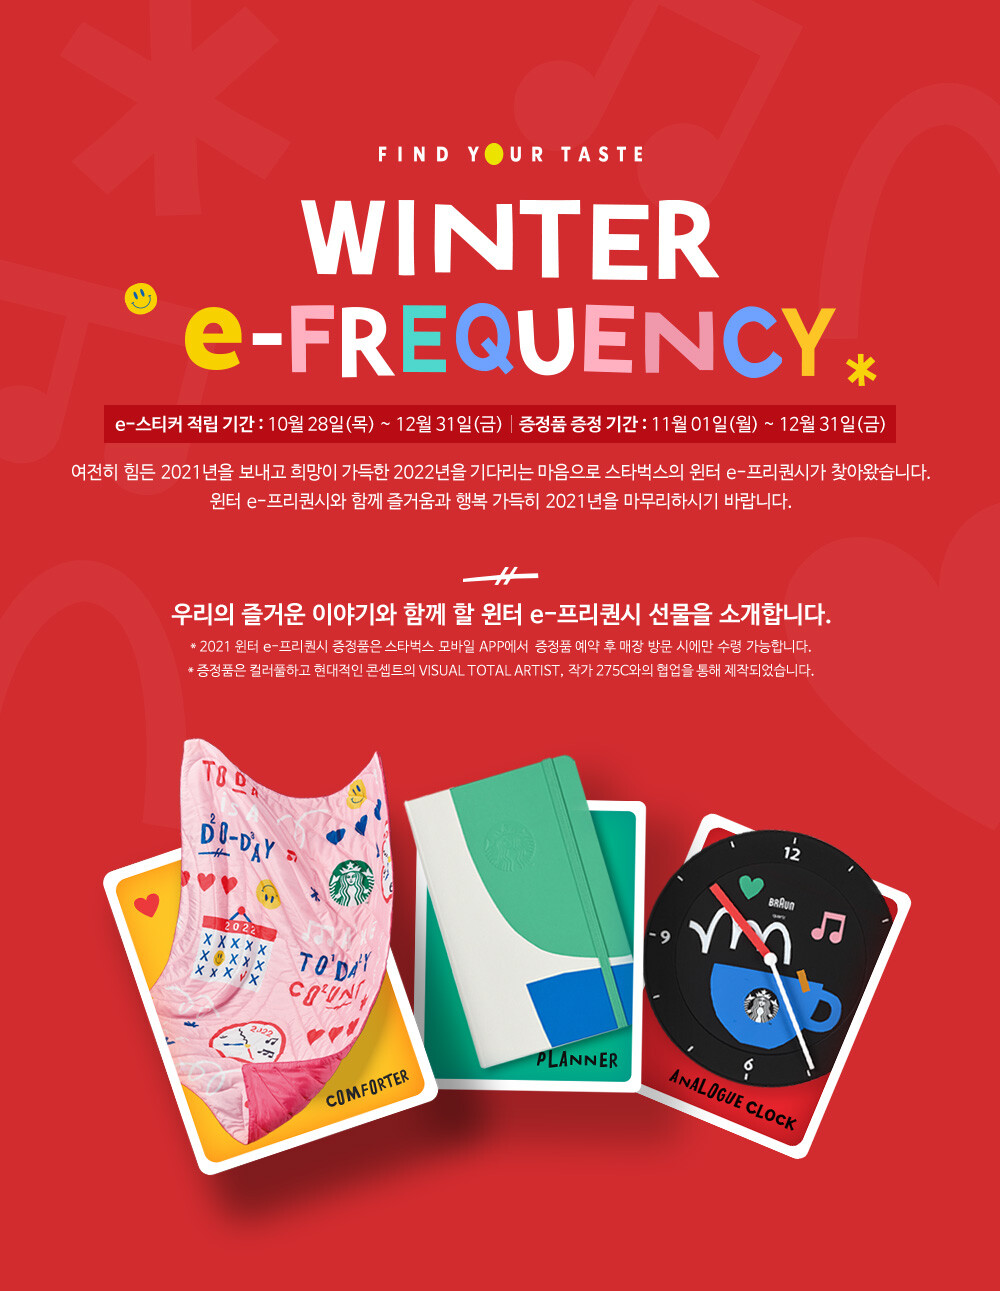 FIND YOUR TASTE
WINTER
e-FREQUENCY
e-스티커 적립 기간 : 10월 28일(목) ~ 12월 31일(금) | 증정품 증정 기간 : 11월 01일(월) ~ 12월 31일(금)
여전히 힘든 2021년을 보내고 희망이 가득한 2022년을 기다리는 마음으로 스타벅스의 윈터 e-프리퀀시가 찾아왔습니다.
윈터 e-프리퀀시와 함께 즐거움과 행복 가득히 2021년을 마무리하시기 바랍니다.
우리의 즐거운 이야기와 함께 할 윈터 e-프리퀀시 선물을 소개합니다.
* 2021 윈터 e-프리퀀시 증정품은 스타벅스 모바일 APP에서 증정품 예약 후 매장 방문 시에만 수령 가능합니다.
* 증정품은 컬러풀하고 현대적인 콘셉트의 VISUAL TOTAL ARTIST, 작가 275C와의 협업을 통해 제작되었습니다.
TODA
DO-DAY
2022
TO DAY
COUNT
2022
COMFORTER
PLANNER
12
BRAUN
QUARTZ
9
6
ANALOGUE CLOCK